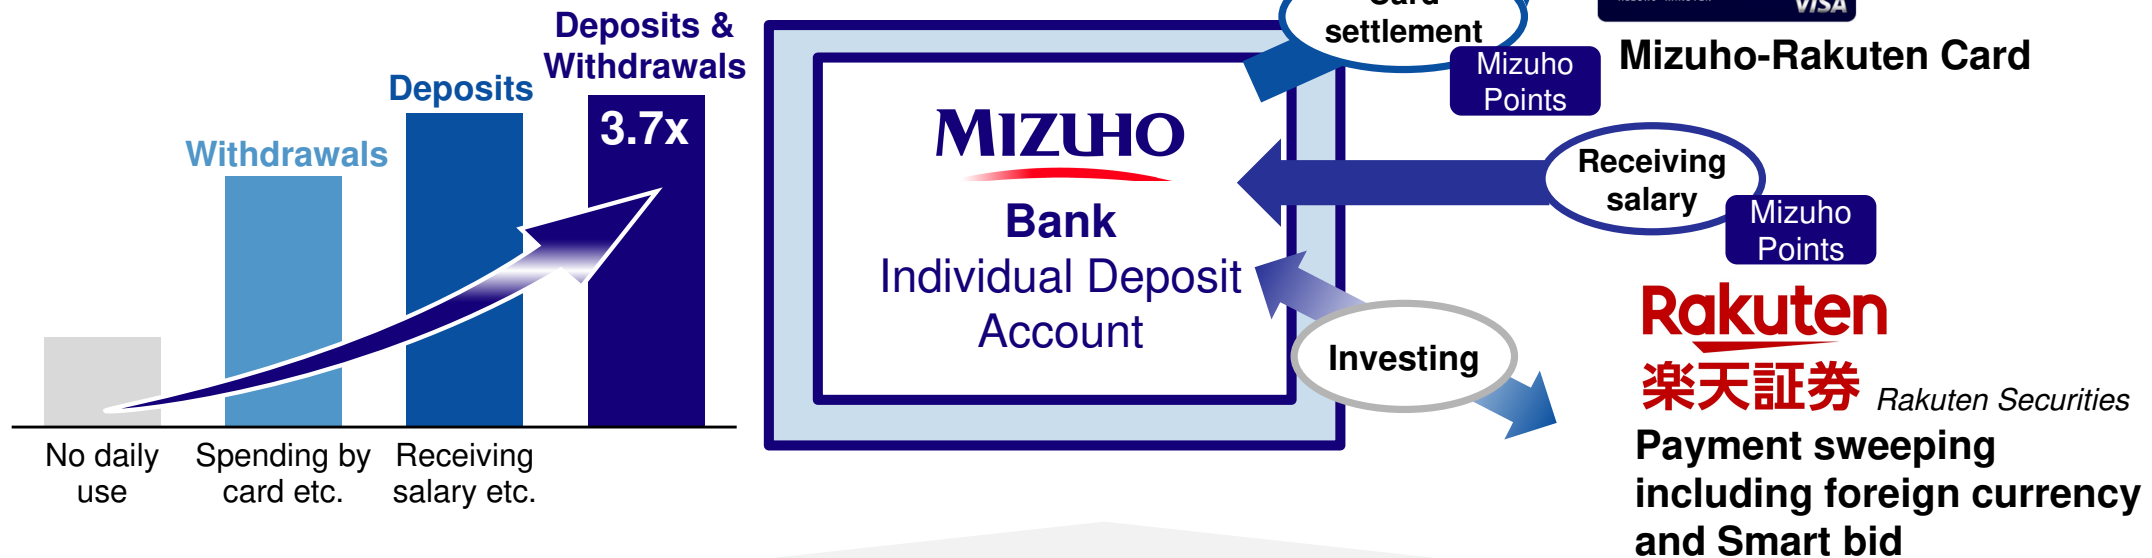 Deposits &
Withdrawals
Deposits
Withdrawals
3.7x
No daily
use
Spending by
card etc.
Receiving
salary etc.
MIZUHO
Bank
Individual Deposit
Account
settlement
Mizuho
Points
VISA
Mizuho-Rakuten Card
Receiving
salary
Mizuho
Points
Investing
Rakuten
楽天証券 Rakuten Securities
Payment sweeping
including foreign currency
and Smart bid